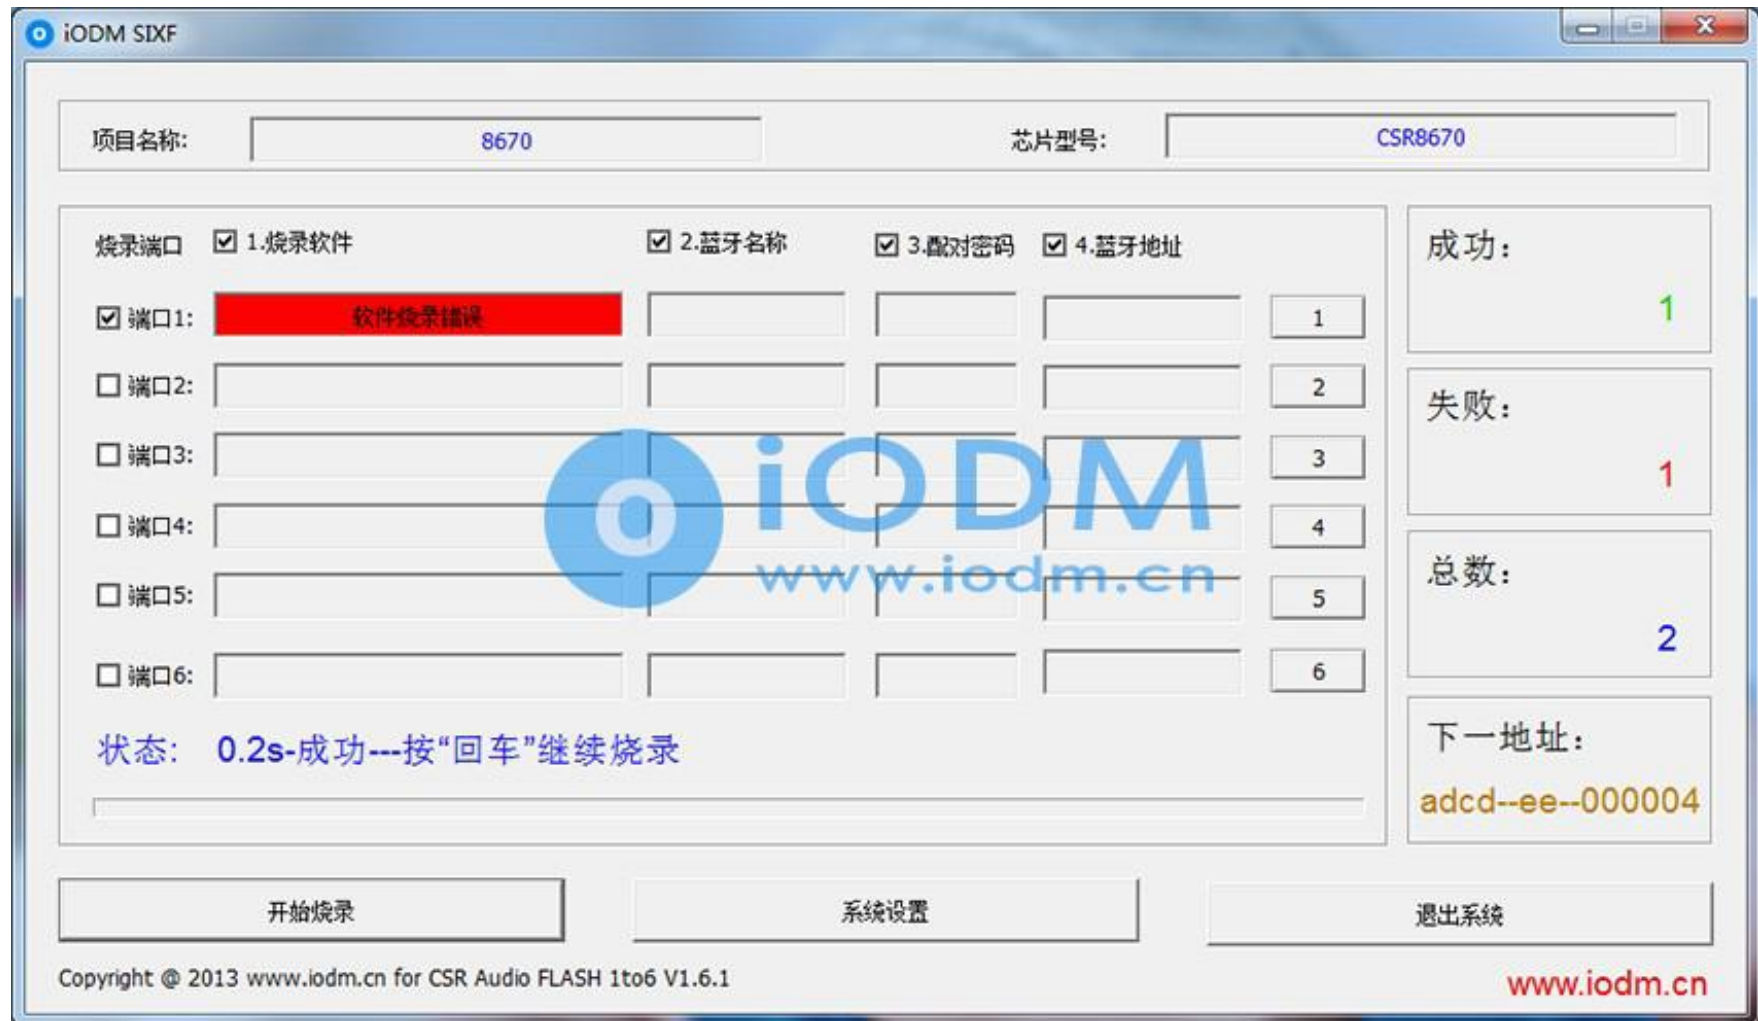 iODM SIXF
项目名称: 8670 芯片型号: CSR8670
烧录端口 1.烧录软件 2.蓝牙名称 3.配对密码 4.蓝牙地址
端口1: 软件烧录错误 1
端口2: 2
端口3: 3
端口4: 4
端口5: 5
端口6: 6
iODM
www.iodm.cn
状态: 0.2s-成功---按“回车”继续烧录
成功:
1
失败:
1
总数:
2
下一地址:
adcd--ee--000004
开始烧录 系统设置 退出系统
Copyright @ 2013 www.iodm.cn for CSR Audio FLASH 1to6 V1.6.1
www.iodm.cn